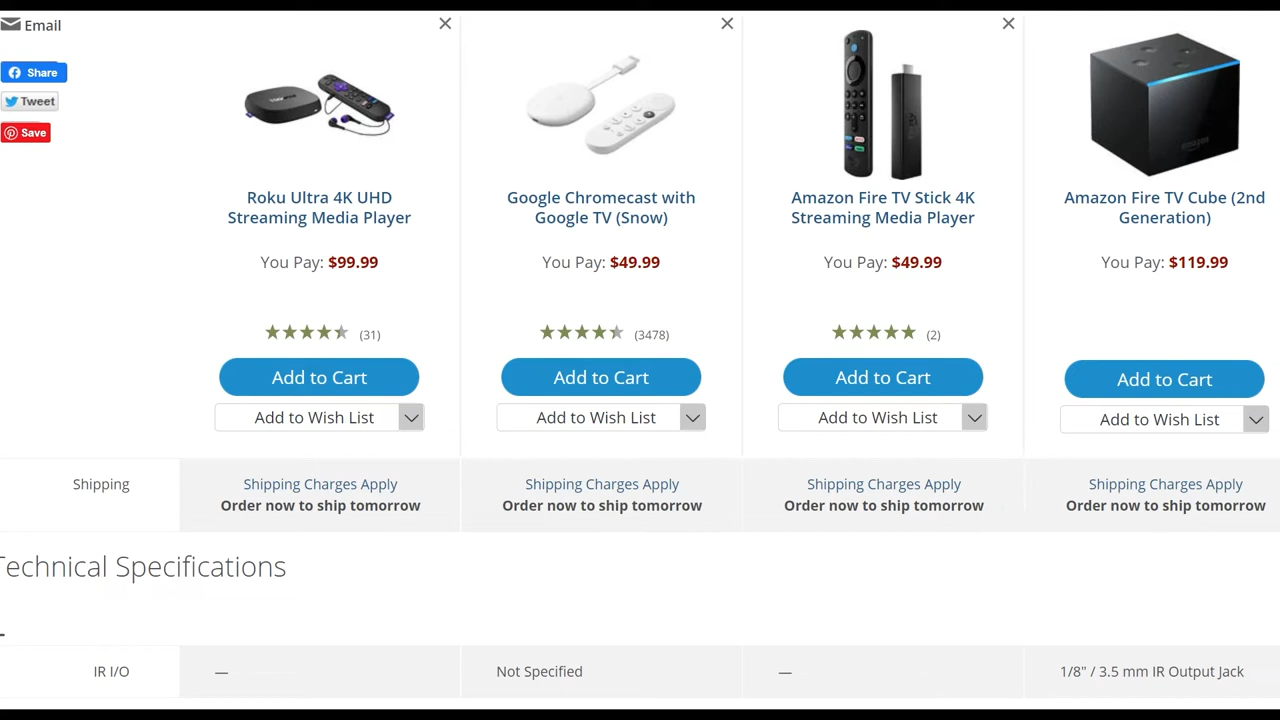 Email
Share
Tweet
Save
Roku Ultra 4K UHD
Streaming Media Player
You Pay: $99.99
(31)
Add to Cart
Add to Wish List
Google Chromecast with
Google TV (Snow)
You Pay: $49.99
(3478)
Add to Cart
Add to Wish List
Amazon Fire TV Stick 4K
Streaming Media Player
You Pay: $49.99
(2)
Add to Cart
Add to Wish List
amazon
Amazon Fire TV Cube (2nd
Generation)
You Pay: $119.99
Add to Cart
Add to Wish List
Shipping
Shipping Charges Apply
Order now to ship tomorrow
Shipping Charges Apply
Order now to ship tomorrow
Shipping Charges Apply
Order now to ship tomorrow
Shipping Charges Apply
Order now to ship tomorrow
Technical Specifications
IR I/O
—
Not Specified
—
1/8" / 3.5 mm IR Output Jack